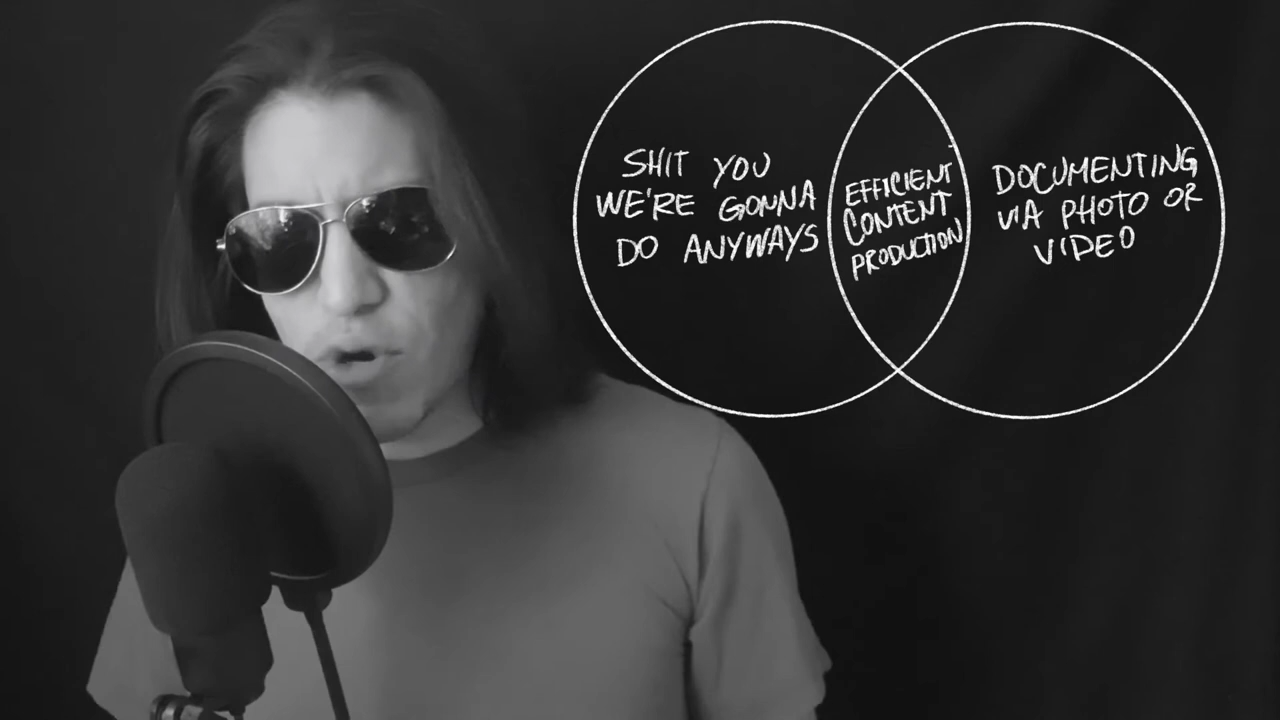 SHIT YOU
WE'RE GONNA
DO ANYWAYS
EFFICIENT
CONTENT
PRODUCTION
DOCUMENTING
VIA PHOTO OR
VIDEO